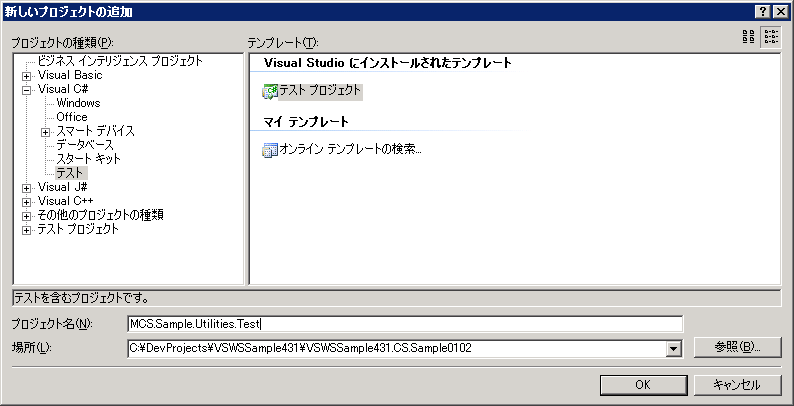 新しいプロジェクトの追加
プロジェクトの種類(P):
テンプレート(T):
ビジネス インテリジェンス プロジェクト
Visual Basic
Visual C#
Windows
Office
スマート デバイス
データベース
スタート キット
テスト
Visual J#
Visual C++
その他のプロジェクトの種類
テスト プロジェクト
Visual Studio にインストールされたテンプレート
テスト プロジェクト
マイ テンプレート
オンライン テンプレートの検索...
テストを含むプロジェクトです。
プロジェクト名(N):
MCS.Sample.Utilities.Test
場所(L):
C:¥DevProjects¥VSWSSample431¥VSWSSample431.CS.Sample0102
参照(B)...
OK
キャンセル